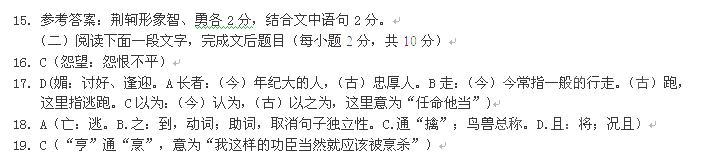 15. 参考答案：荆轲形象智、勇各2分，结合文中语句2分。
（二）阅读下面一段文字，完成文后题目（每小题2分，共10分）
16. C（怨望：怨恨不平）
17. D(媚：讨好、逢迎。A长者：（今）年纪大的人，（古）忠厚人。B走：（今）今常指一般的行走。（古）跑，
这里指逃跑。C以为：（今）认为，（古）以之为，这里意为“任命他当”)
18. A（亡：逃。B.之：到，动词；助词，取消句子独立性。C.通“擒”；鸟兽总称。D.且：将；况且）
19. C（“亨”通“烹”，意为“我这样的功臣当然就应该被烹杀”）